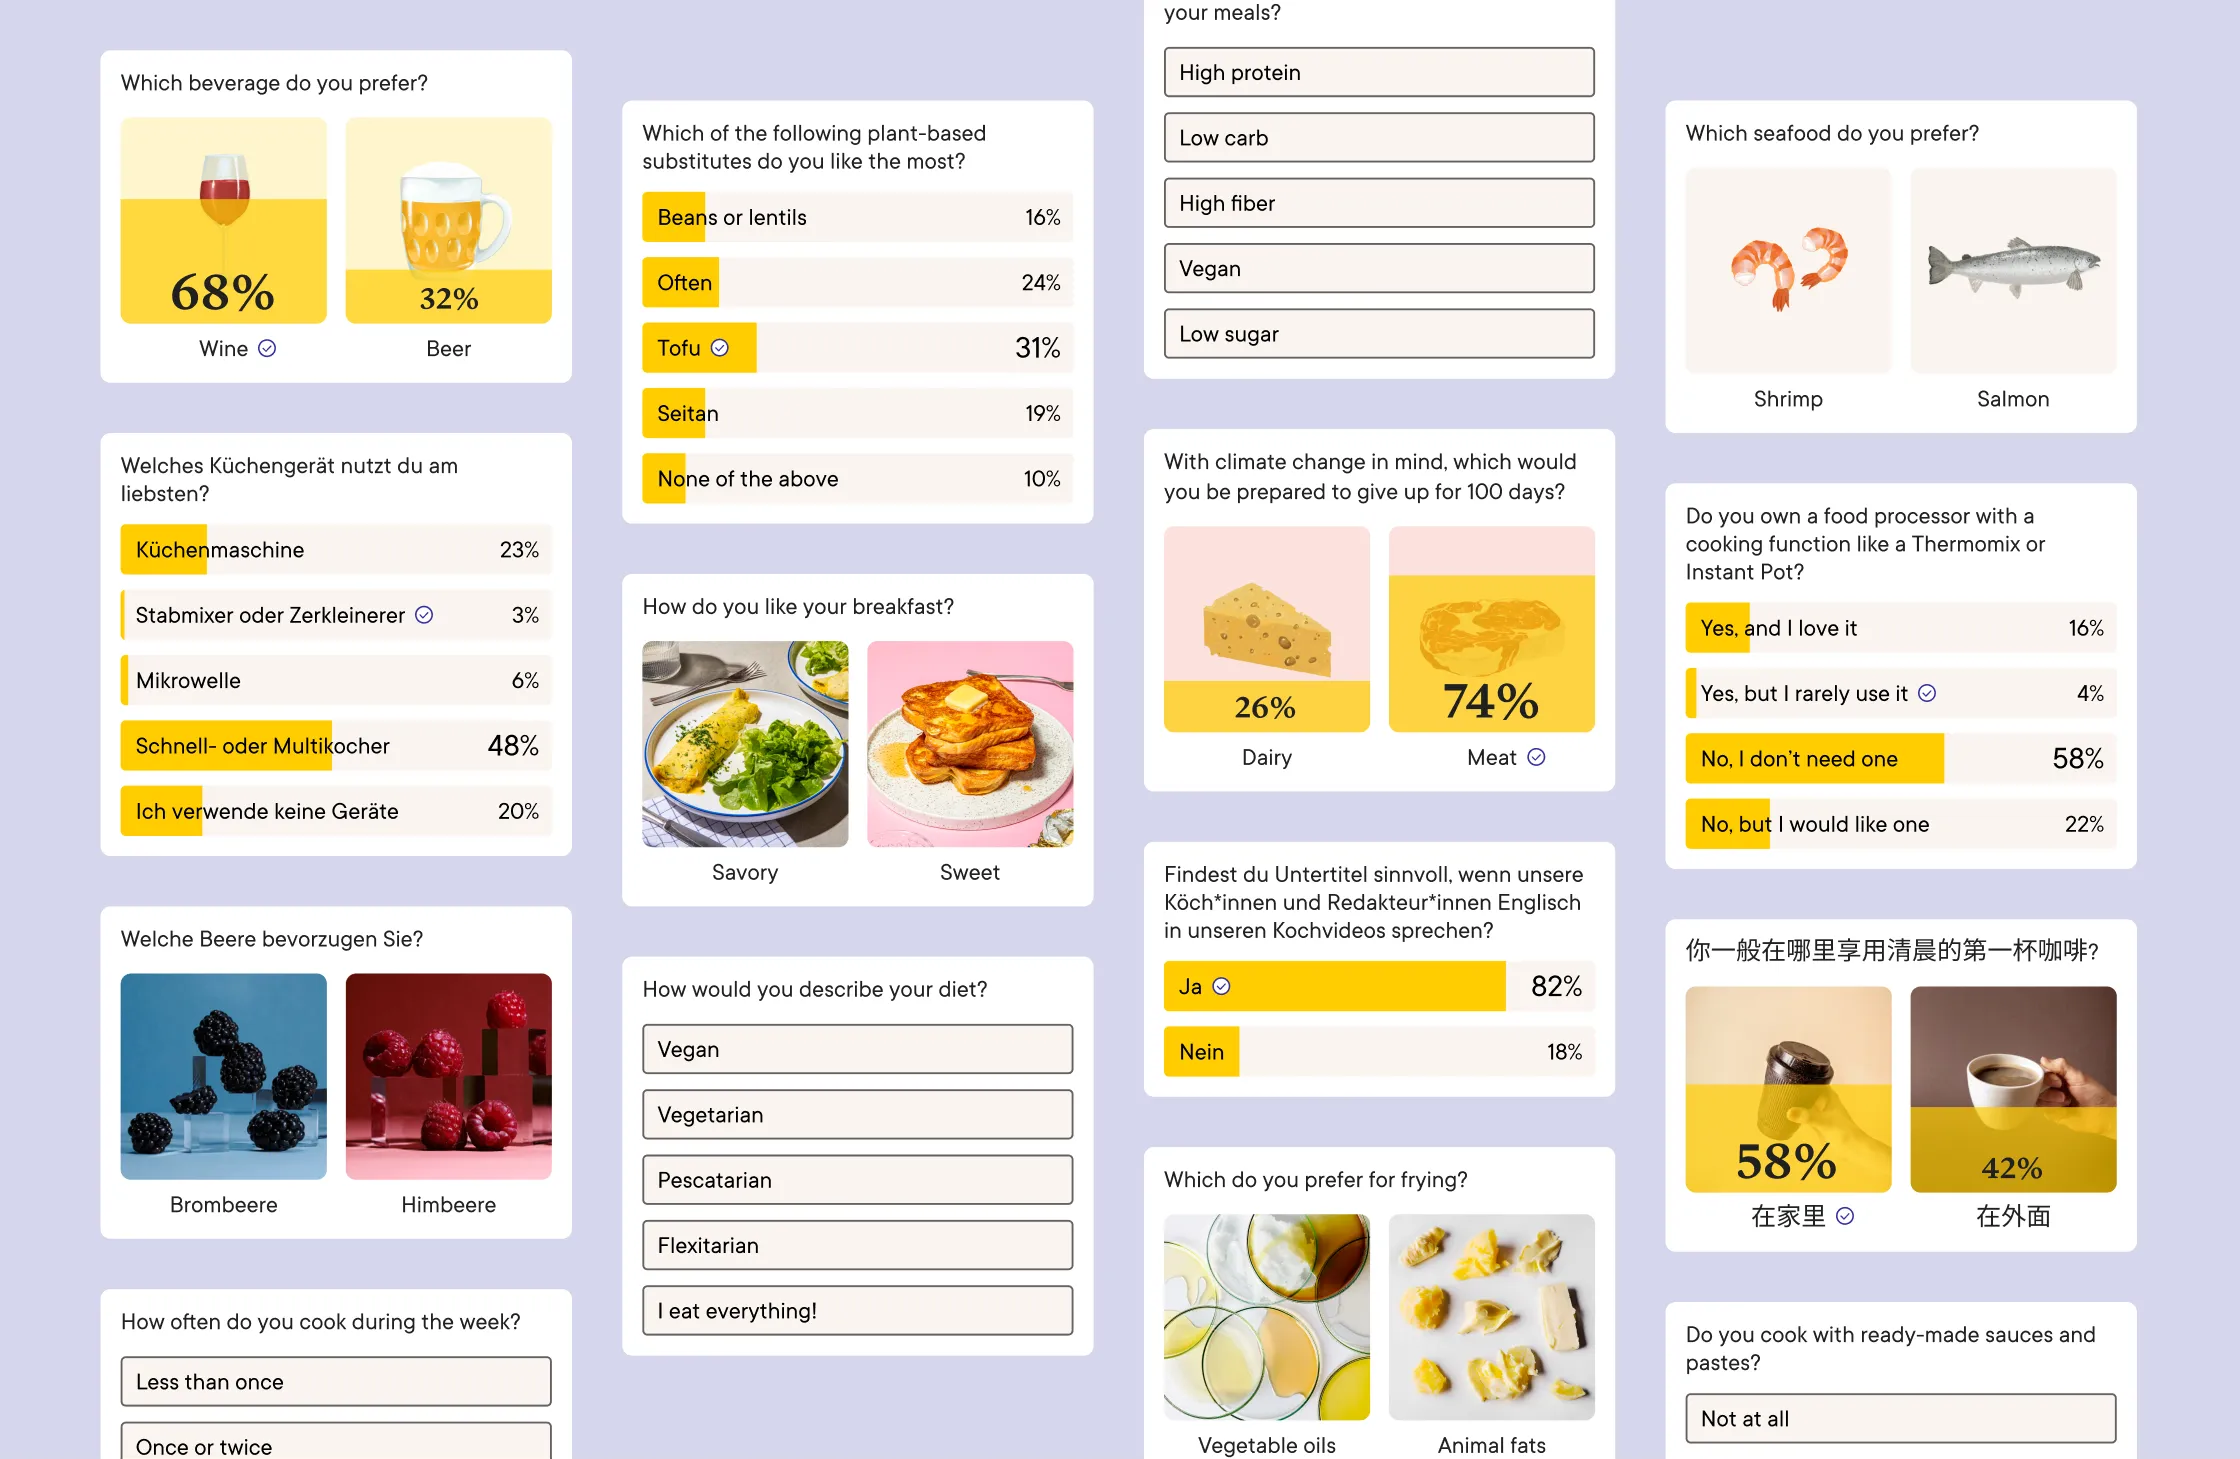 Which beverage do you prefer?
68%
32%
Wine
Beer
Welches Küchengerät nutzt du am
liebsten?
Küchenmaschine 23%
Stabmixer oder Zerkleinerer 3%
Mikrowelle 6%
Schnell- oder Multikocher 48%
Ich verwende keine Geräte 20%
Welche Beere bevorzugen Sie?
Brombeere
Himbeere
How often do you cook during the week?
Less than once
Once or twice
Which of the following plant-based
substitutes do you like the most?
Beans or lentils 16%
Often 24%
Tofu 31%
Seitan 19%
None of the above 10%
How do you like your breakfast?
Savory
Sweet
How would you describe your diet?
Vegan
Vegetarian
Pescatarian
Flexitarian
I eat everything!
your meals?
High protein
Low carb
High fiber
Vegan
Low sugar
With climate change in mind, which would
you be prepared to give up for 100 days?
26%
74%
Dairy
Meat
Findest du Untertitel sinnvoll, wenn unsere
Köch*innen und Redakteur*innen Englisch
in unseren Kochvideos sprechen?
Ja 82%
Nein 18%
Which do you prefer for frying?
Vegetable oils
Animal fats
Which seafood do you prefer?
Shrimp
Salmon
Do you own a food processor with a
cooking function like a Thermomix or
Instant Pot?
Yes, and I love it 16%
Yes, but I rarely use it 4%
No, I don’t need one 58%
No, but I would like one 22%
你一般在哪里享用清晨的第一杯咖啡?
58%
42%
在家里
在外面
Do you cook with ready-made sauces and
pastes?
Not at all